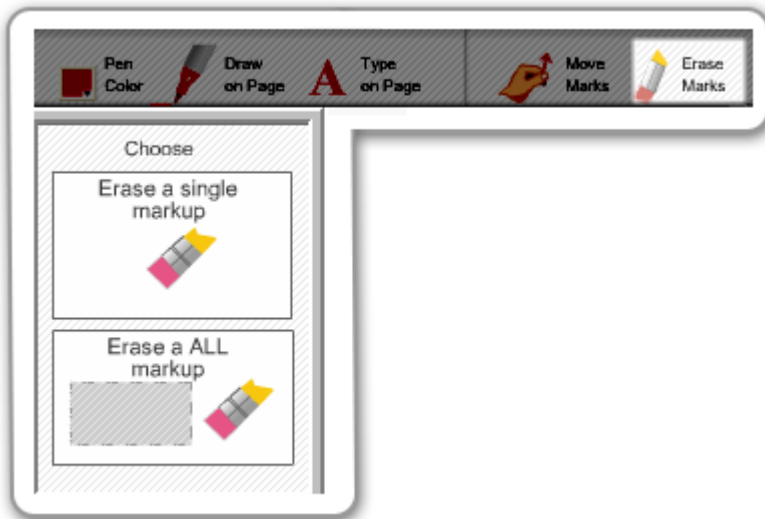 Pen
Color
Draw
on Page
A
Type
on Page
Move
Marks
Erase
Marks
Choose
Erase a single
markup
Erase a ALL
markup